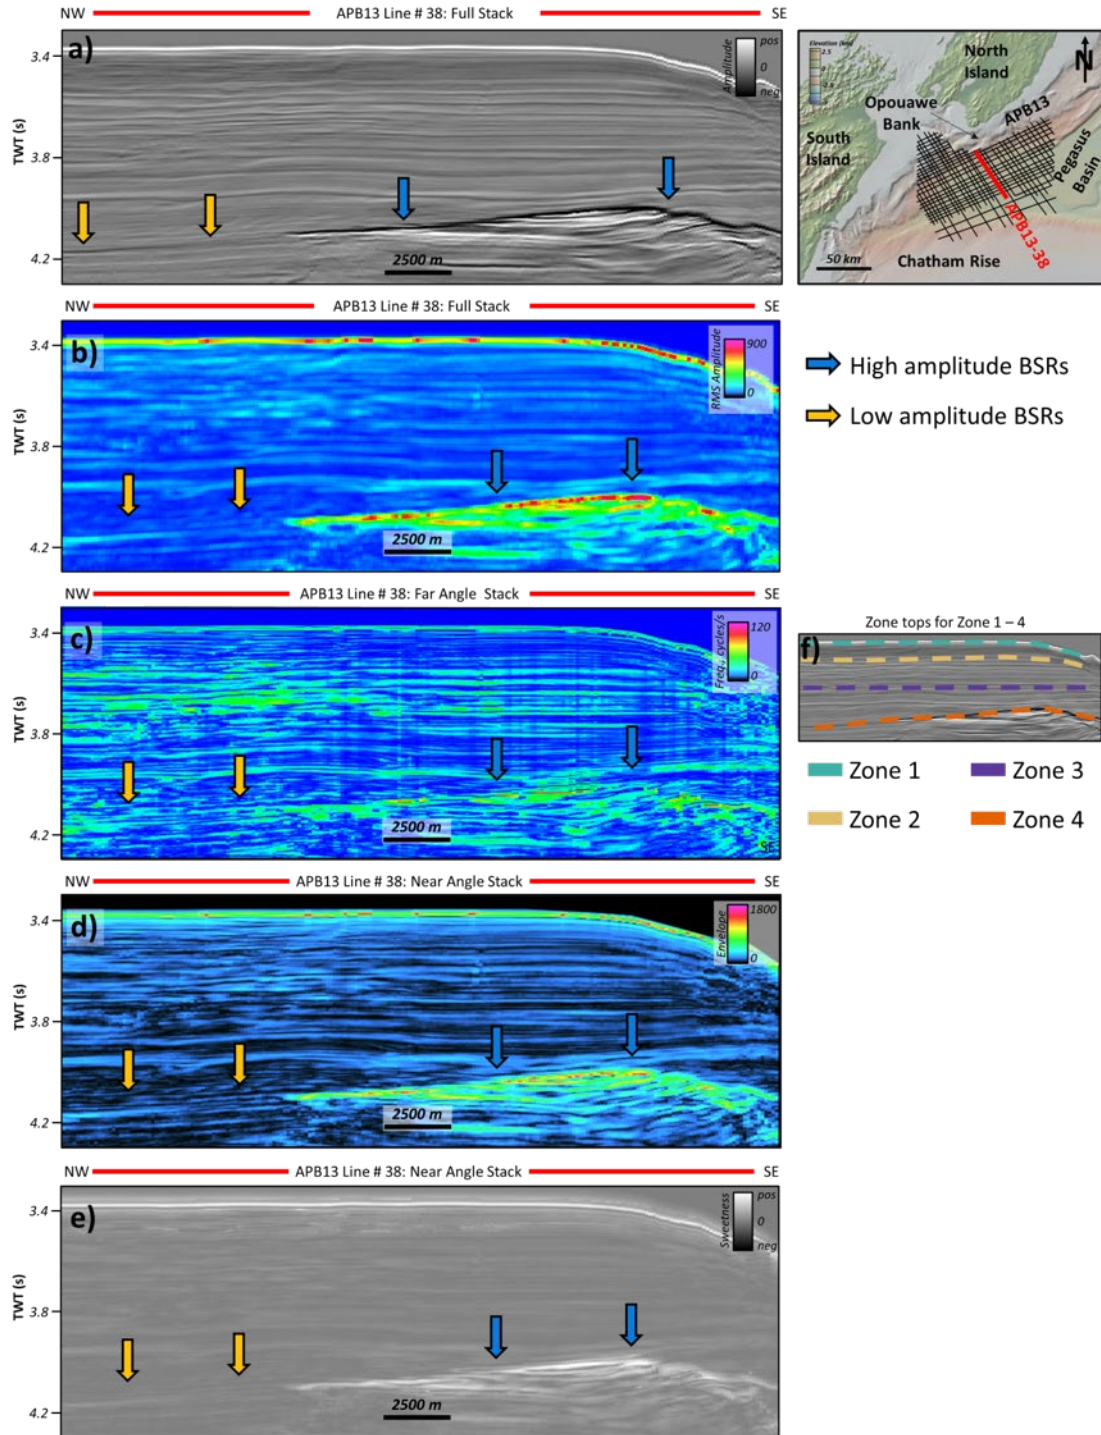 NW APB13 Line # 38: Full Stack SE
a)
3.4
3.8
4.2
TWT (s)
Amplitude
pos
0
neg
2500 m
Elevation (km)
2.5
0
North
Island
N
Opouawe
Bank
APB13
South
Island
Pegasus
Basin
APB13-38
50 km
Chatham Rise
NW APB13 Line # 38: Full Stack SE
b)
3.4
3.8
4.2
TWT (s)
RMS Amplitude
900
0
2500 m
High amplitude BSRs
Low amplitude BSRs
NW APB13 Line # 38: Far Angle Stack SE
c)
3.4
3.8
4.2
TWT (s)
Freq. cycles/s
120
0
2500 m
SE
Zone tops for Zone 1 – 4
f)
Zone 1
Zone 3
Zone 2
Zone 4
NW APB13 Line # 38: Near Angle Stack SE
d)
3.4
3.8
4.2
TWT (s)
Envelope
1800
0
2500 m
NW APB13 Line # 38: Near Angle Stack SE
e)
3.4
3.8
4.2
TWT (s)
Sweetness
pos
0
neg
2500 m